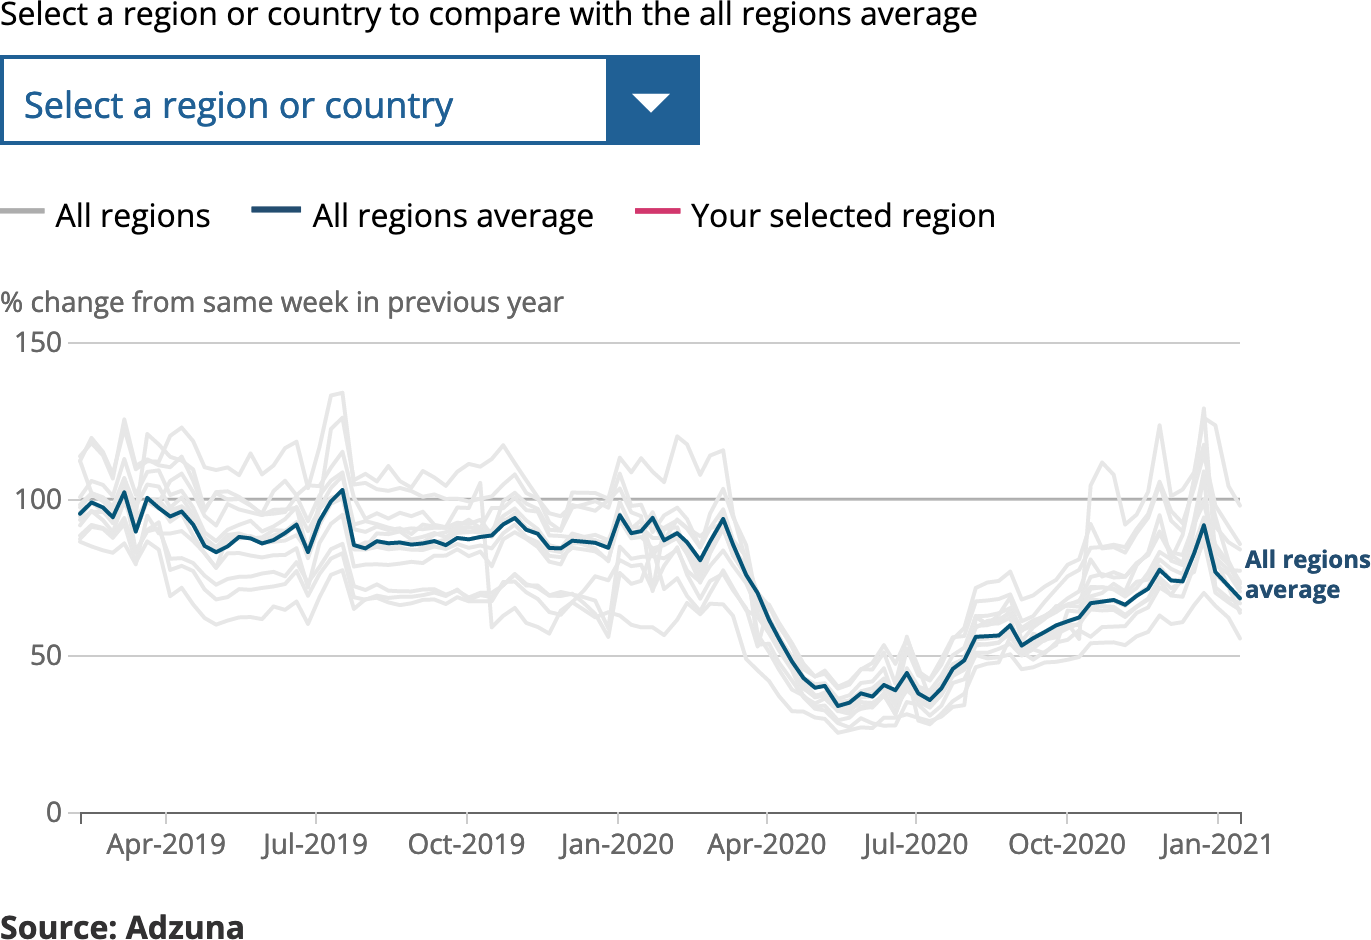 Select a region or country to compare with the all regions average
Select a region or country
All regions
All regions average
Your selected region
% change from same week in previous year
150
100
50
0
All regions
average
Apr-2019
Jul-2019
Oct-2019
Jan-2020
Apr-2020
Jul-2020
Oct-2020
Jan-2021
Source: Adzuna